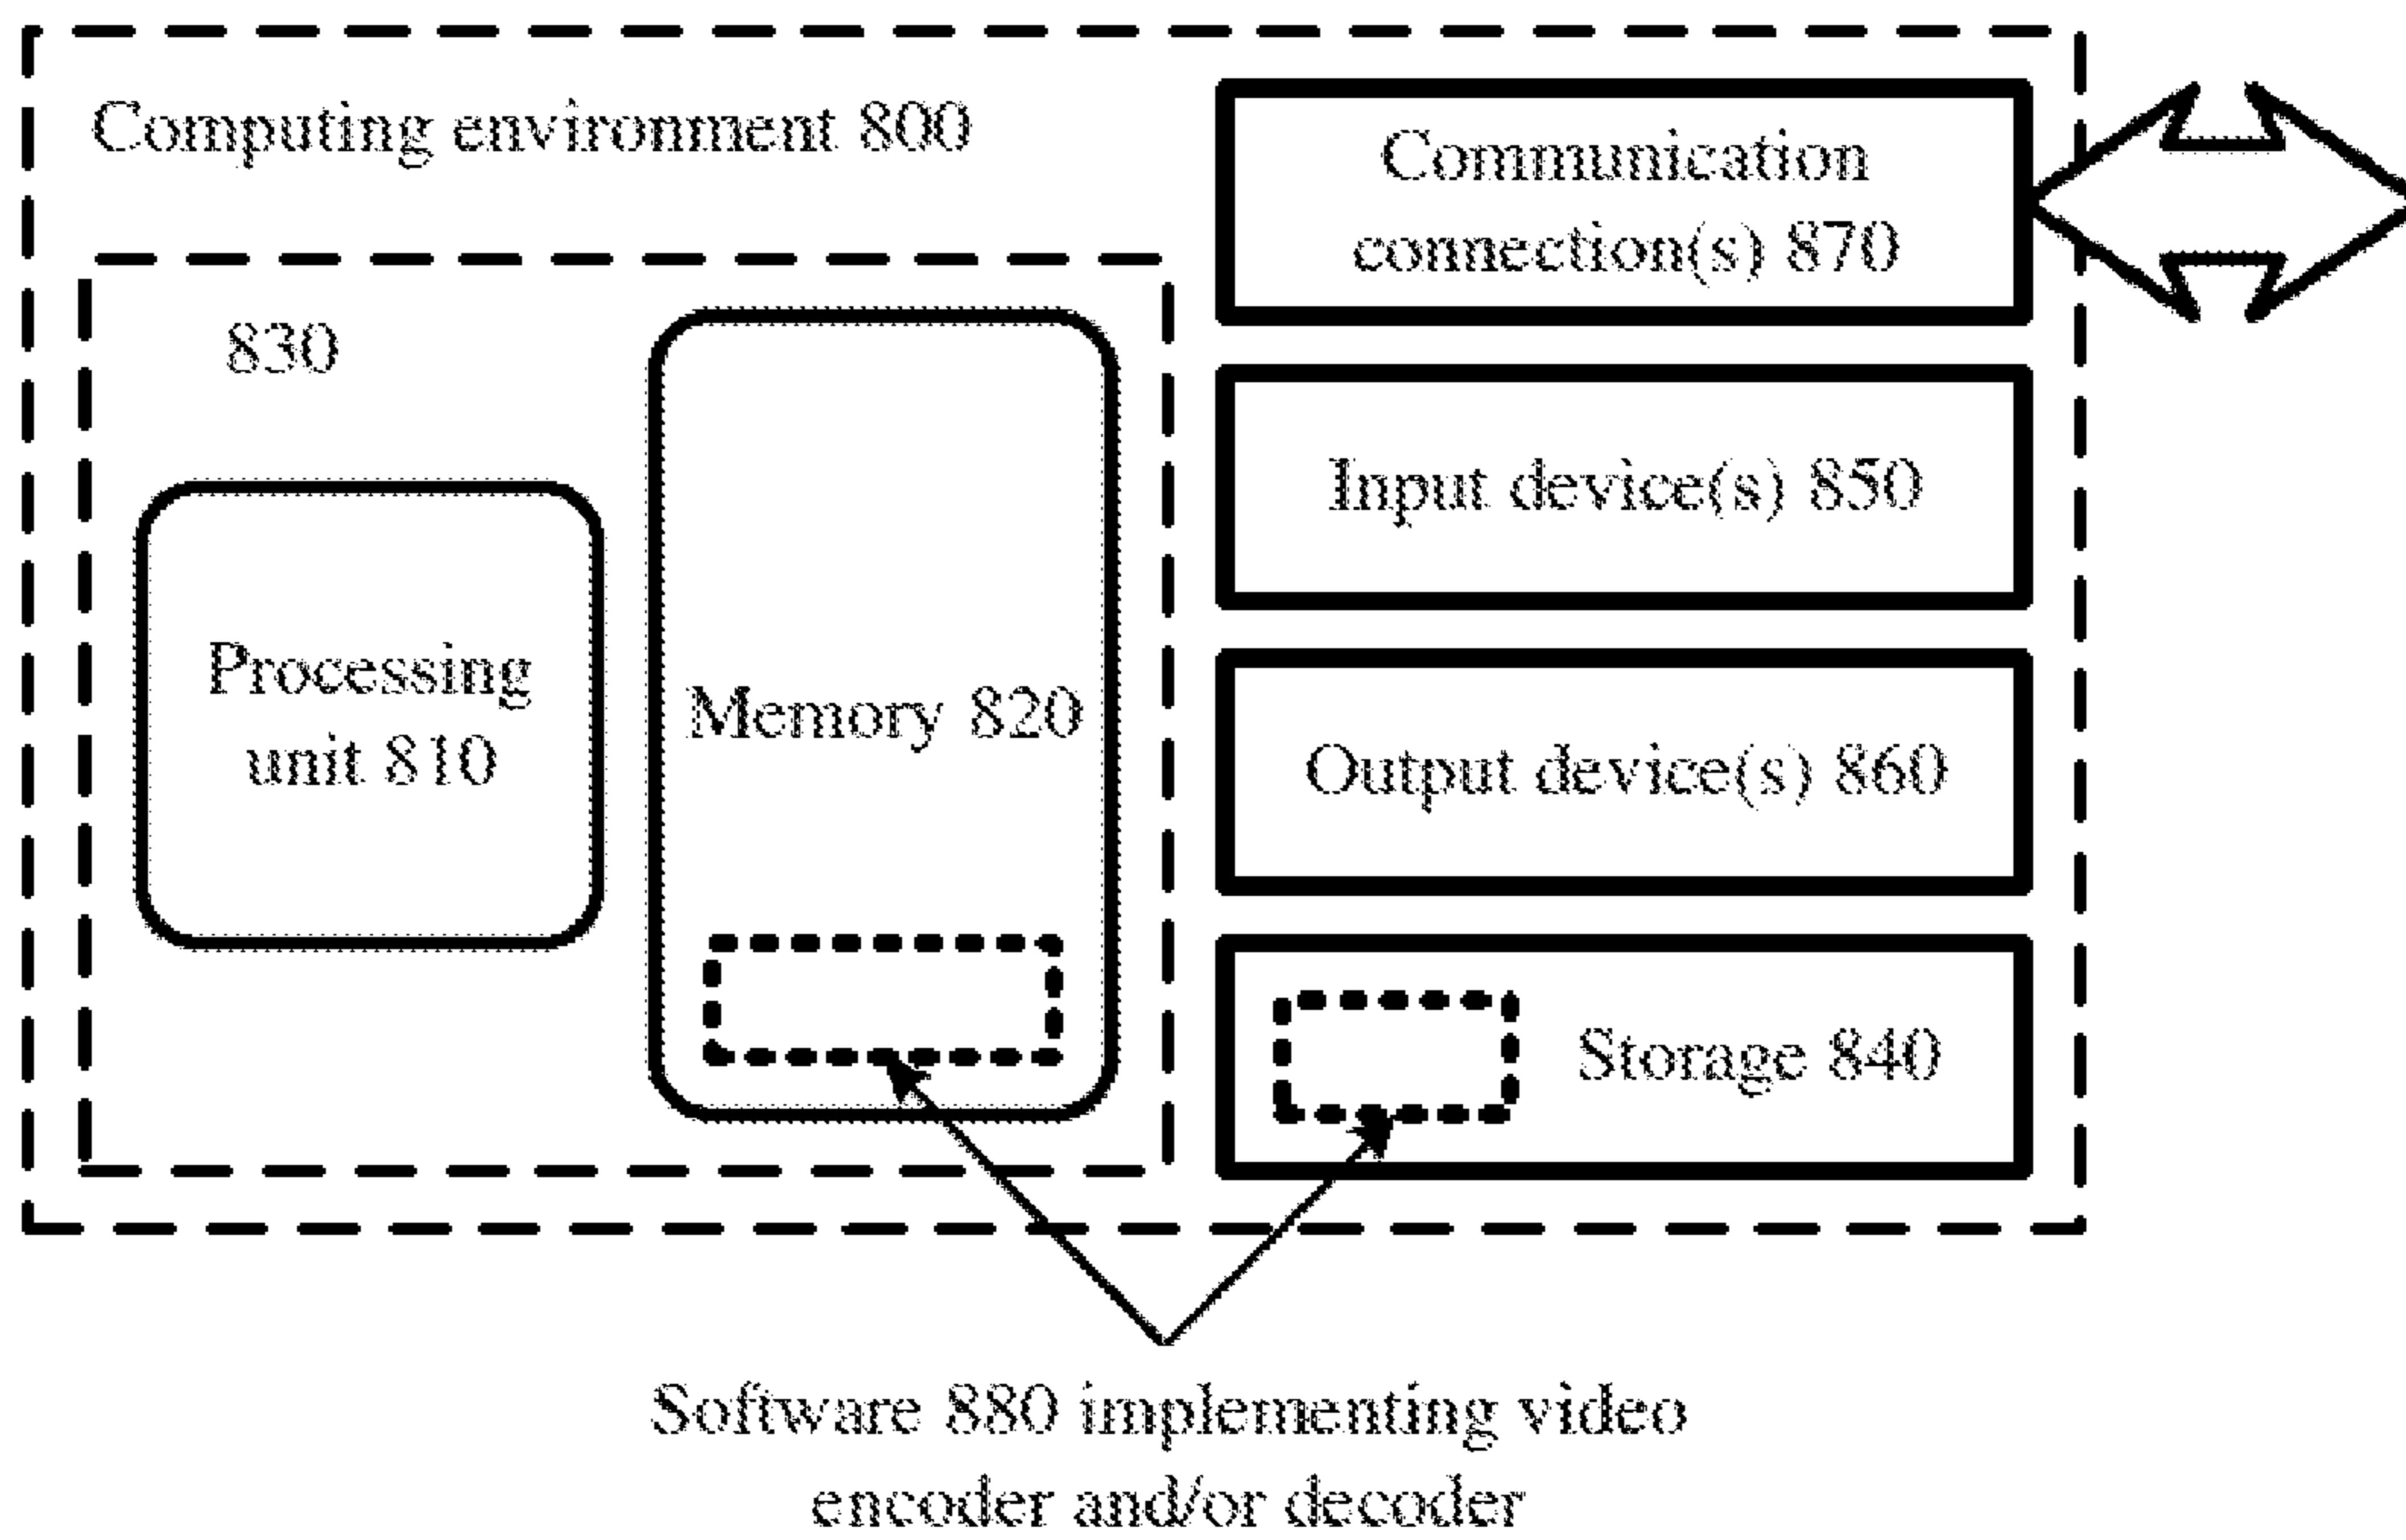 Computing environment 800
830
Processing
unit 810
Memory 820
Communication
connection(s) 870
Input device(s) 850
Output device(s) 860
Storage 840
Software 880 implementing video
encoder and/or decoder